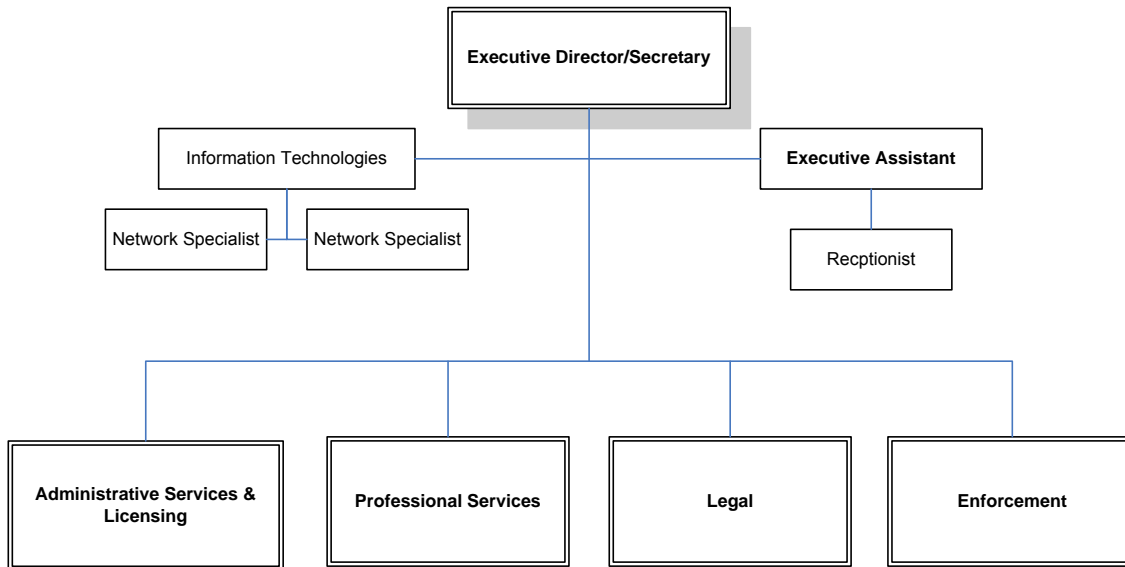 Executive Director/Secretary
Information Technologies
Executive Assistant
Network Specialist
Network Specialist
Recptionist
Administrative Services &
Licensing
Professional Services
Legal
Enforcement